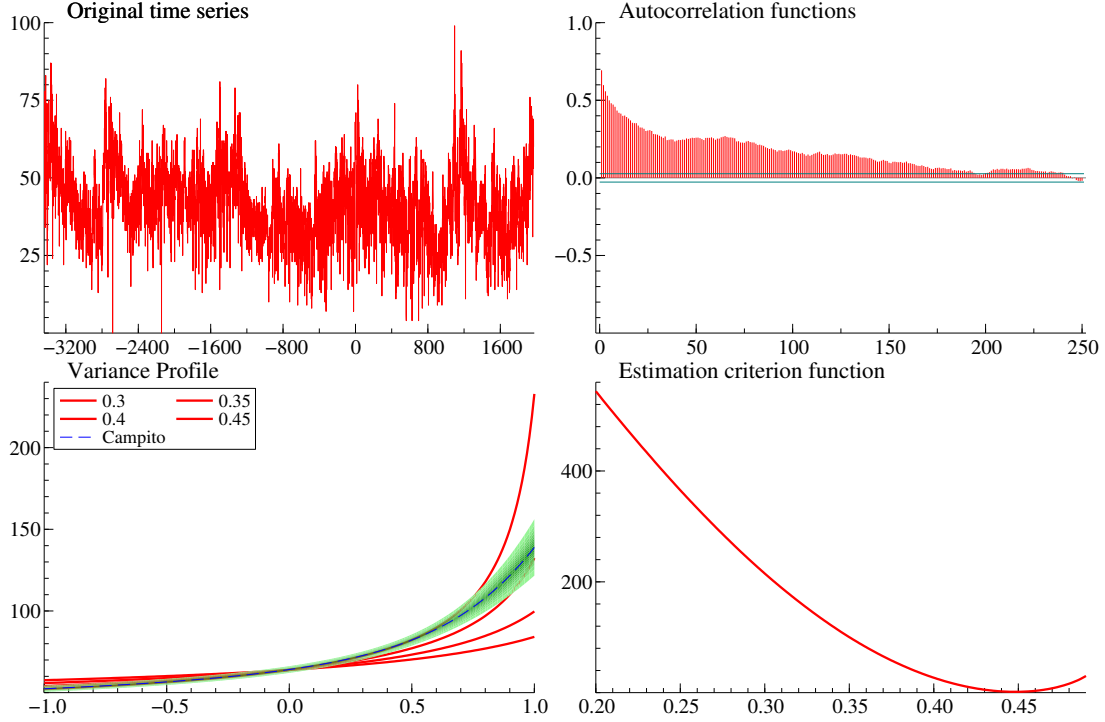 Original time series
100
75
50
25
−3200 −2400 −1600 −800 0 800 1600
Autocorrelation functions
1.0
0.5
0.0
−0.5
0 50 100 150 200 250
Variance Profile
0.3 0.35
0.4 0.45
Campito
200
150
100
−1.0 −0.5 0.0 0.5 1.0
Estimation criterion function
400
200
0.20 0.25 0.30 0.35 0.40 0.45